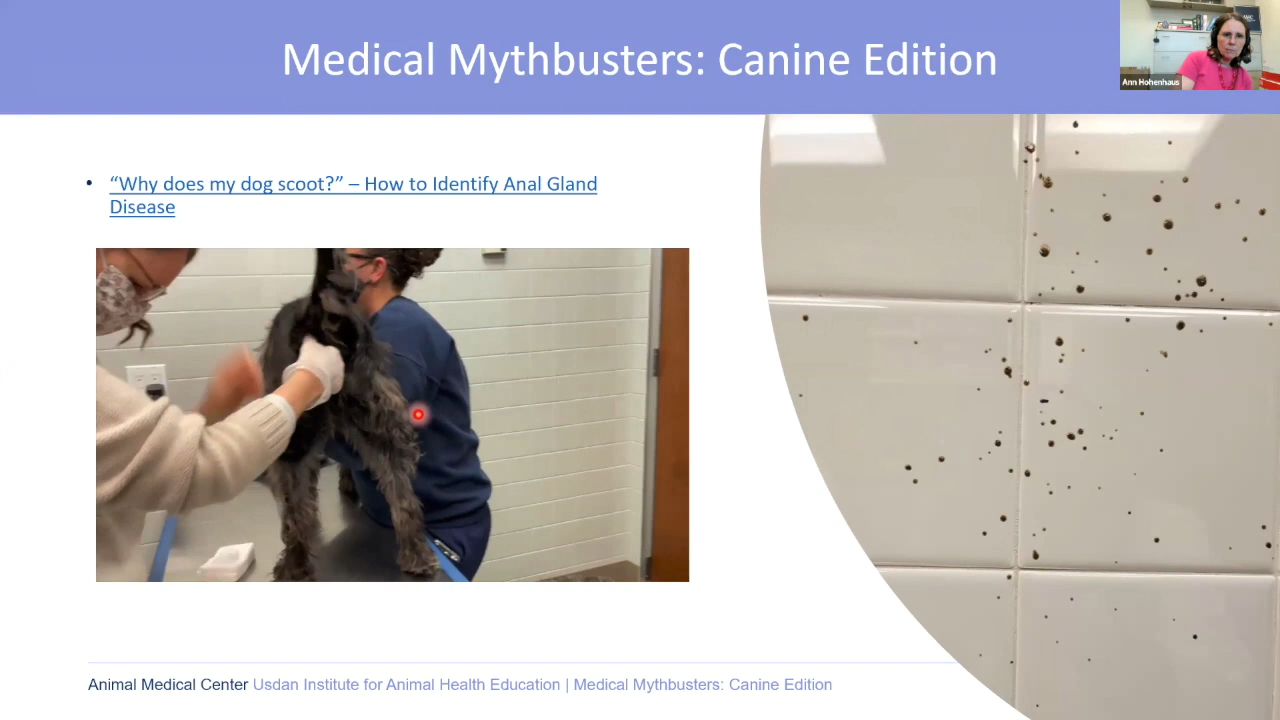 Medical Mythbusters: Canine Edition
Ann Hohenhaus
• “Why does my dog scoot?” – How to Identify Anal Gland
Disease
Animal Medical Center Usdan Institute for Animal Health Education | Medical Mythbusters: Canine Edition